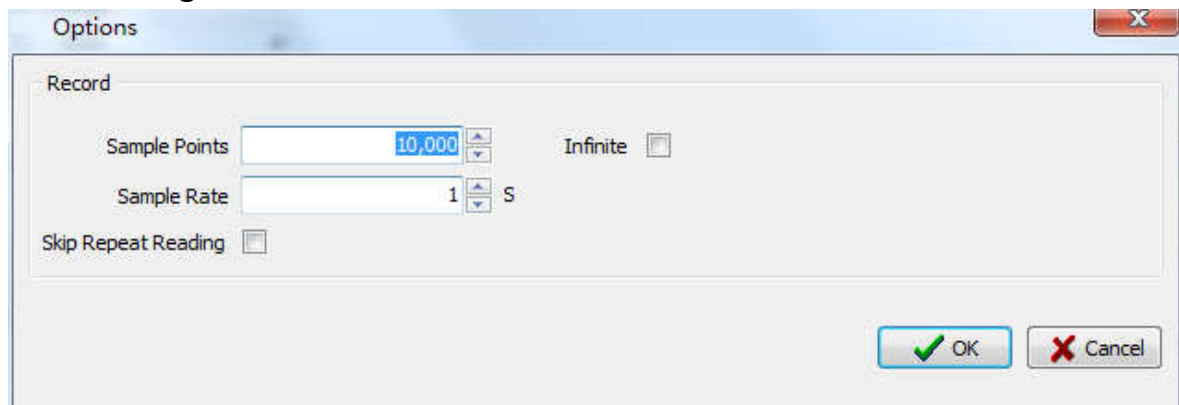 Options
Record
Sample Points 10,000 Infinite
Sample Rate 1 S
Skip Repeat Reading
OK Cancel